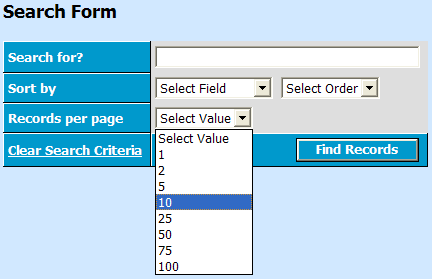 Search Form
Search for?
Sort by Select Field Select Order
Records per page Select Value
Select Value
1
2
5
10
25
50
75
100
Clear Search Criteria Find Records